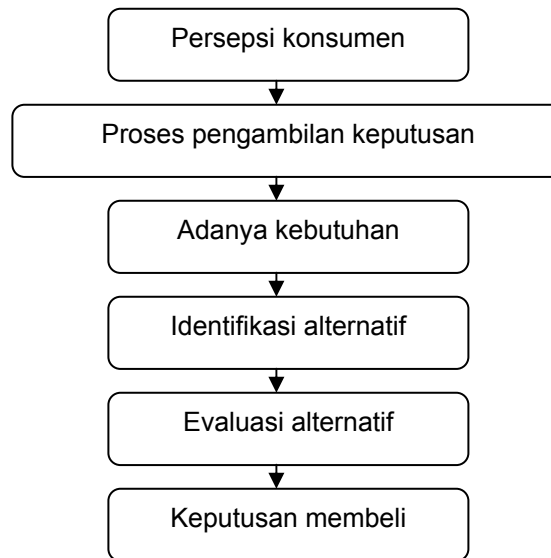 Persepsi konsumen
Proses pengambilan keputusan
Adanya kebutuhan
Identifikasi alternatif
Evaluasi alternatif
Keputusan membeli